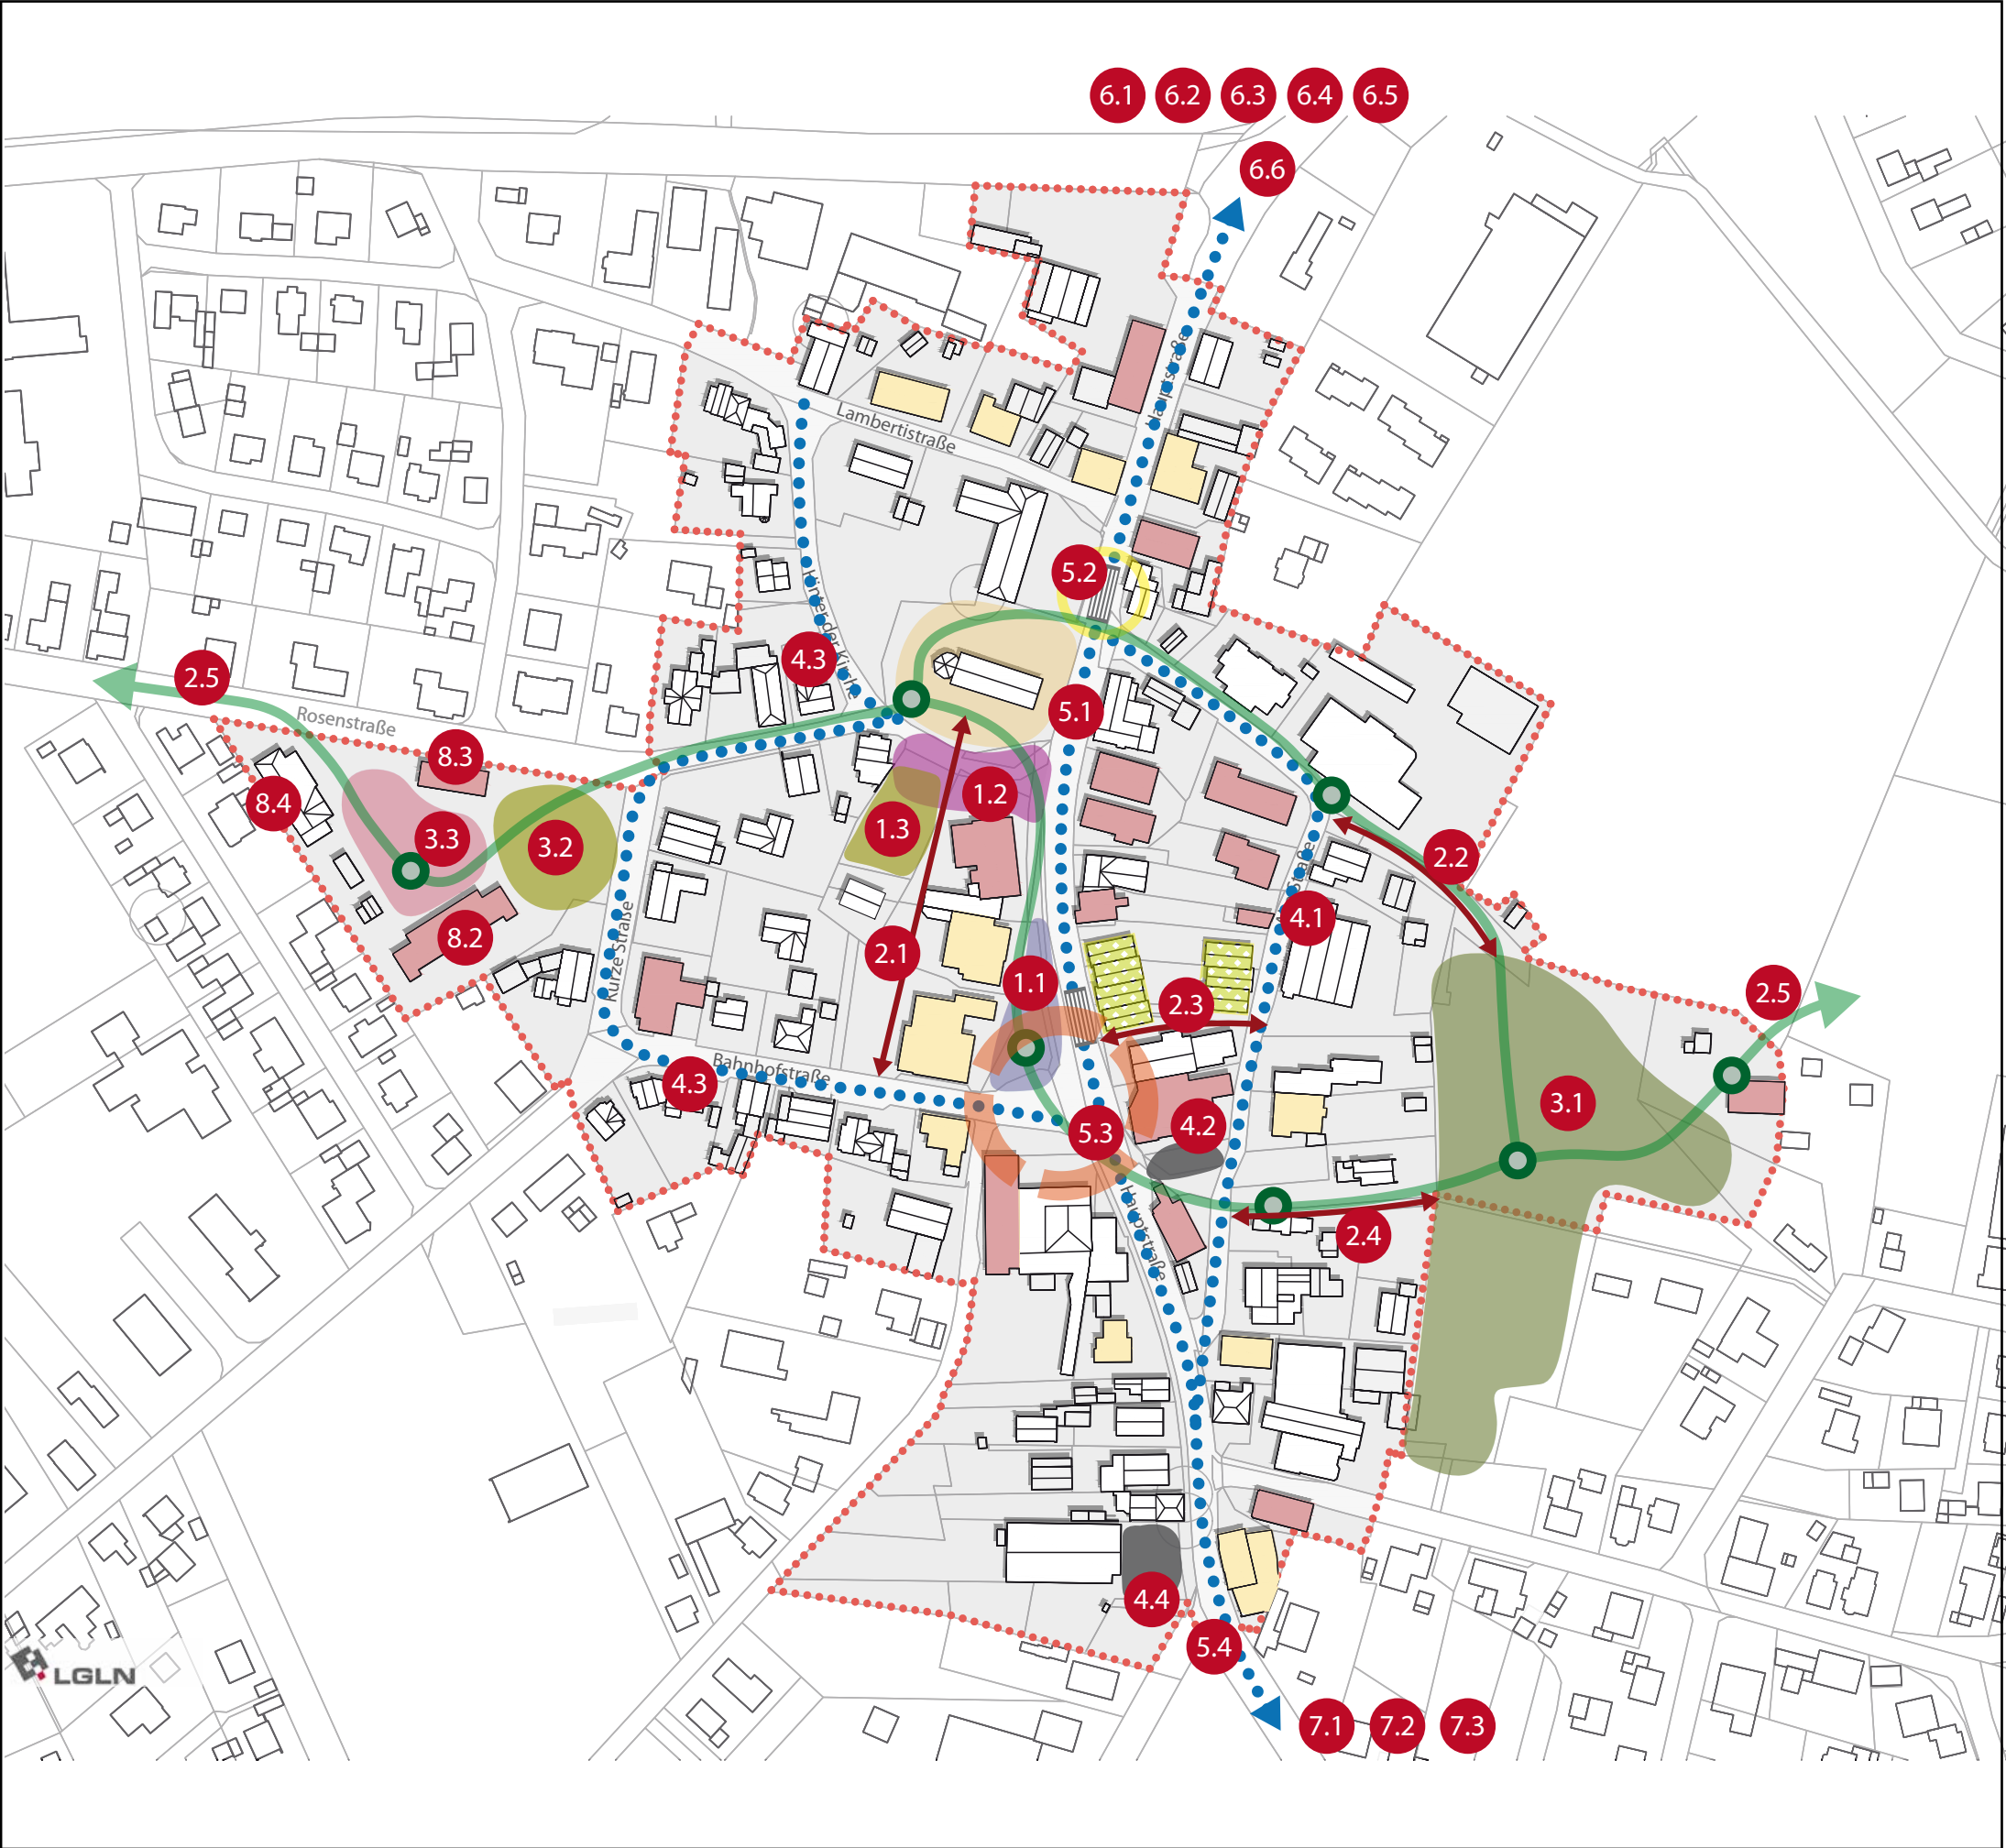 6.1 6.2 6.3 6.4 6.5
6.6
Hauptstraße
Lambertistraße
5.2
Hinter der Kirche
4.3
2.5
5.1
Rosenstraße
8.3
1.2
8.4
1.3
3.3
3.2
2.2
4.1
8.2
Kurze Straße
2.1
1.1
2.3
2.5
Bahnhofstraße
4.3
3.1
5.3
4.2
Hauptstraße
2.4
4.4
5.4
LGLN
7.1 7.2 7.3